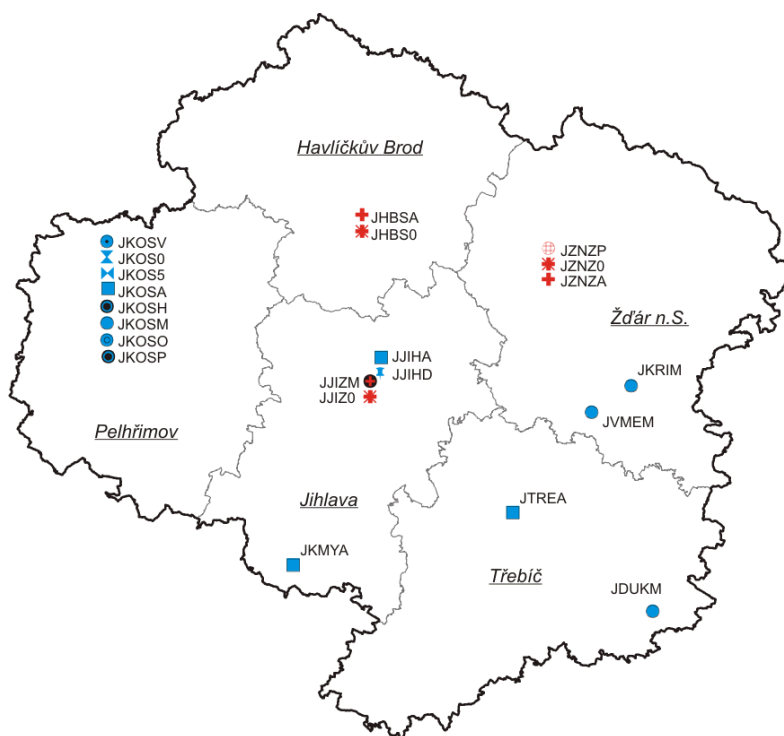 Havlíčkův Brod
JHBSA
JHBS0
JKOSV
JKOS0
JKOS5
JKOSA
JKOSH
JKOSM
JKOSO
JKOSP
Pelhřimov
JZNZP
JZNZ0
JZNZA
Žďár n.S.
JKRIM
JVMEM
JJIHA
JJIHD
JJIZM
JJIZ0
Jihlava
JKMYA
JTREA
Třebíč
JDUKM